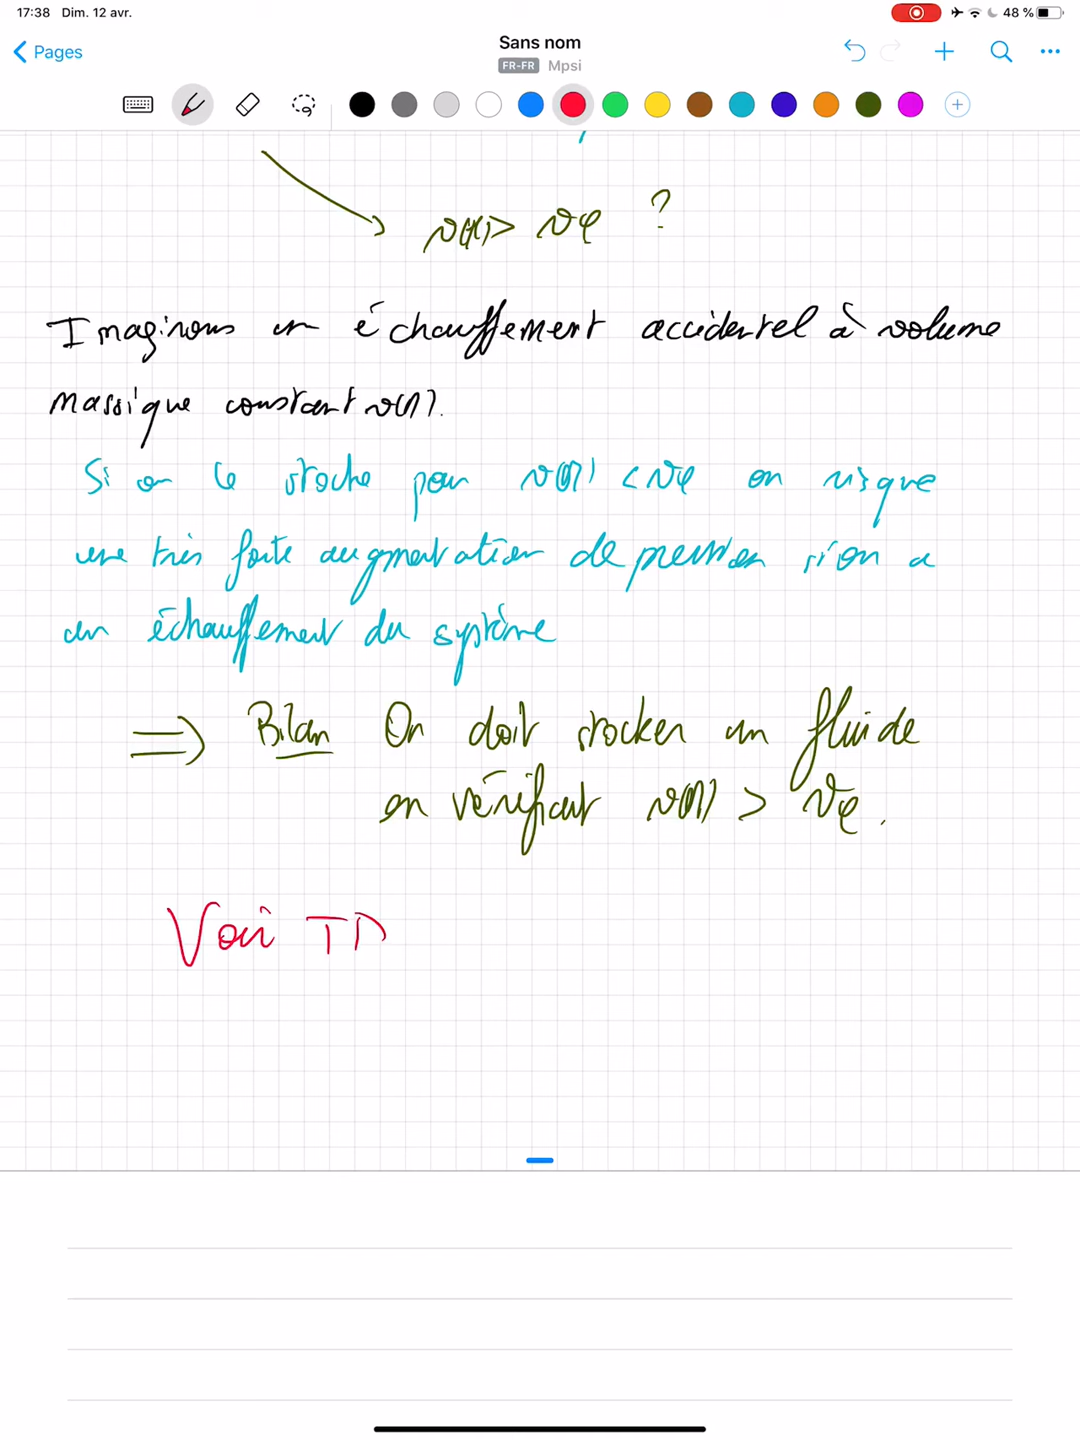 17:38 Dim. 12 avr. 48 %
Pages
Sans nom
FR-FR Mpsi
v(M) > vC ?
Imaginons un échauffement accidentel à volume
massique constant v(M).
Si on le stocke pour v(M) < vC on risque
une très forte augmentation de pression si on a
un échauffement du système
⇒ Bilan On doit stocker un fluide
en vérifiant v(M) > vC.
Voir TD